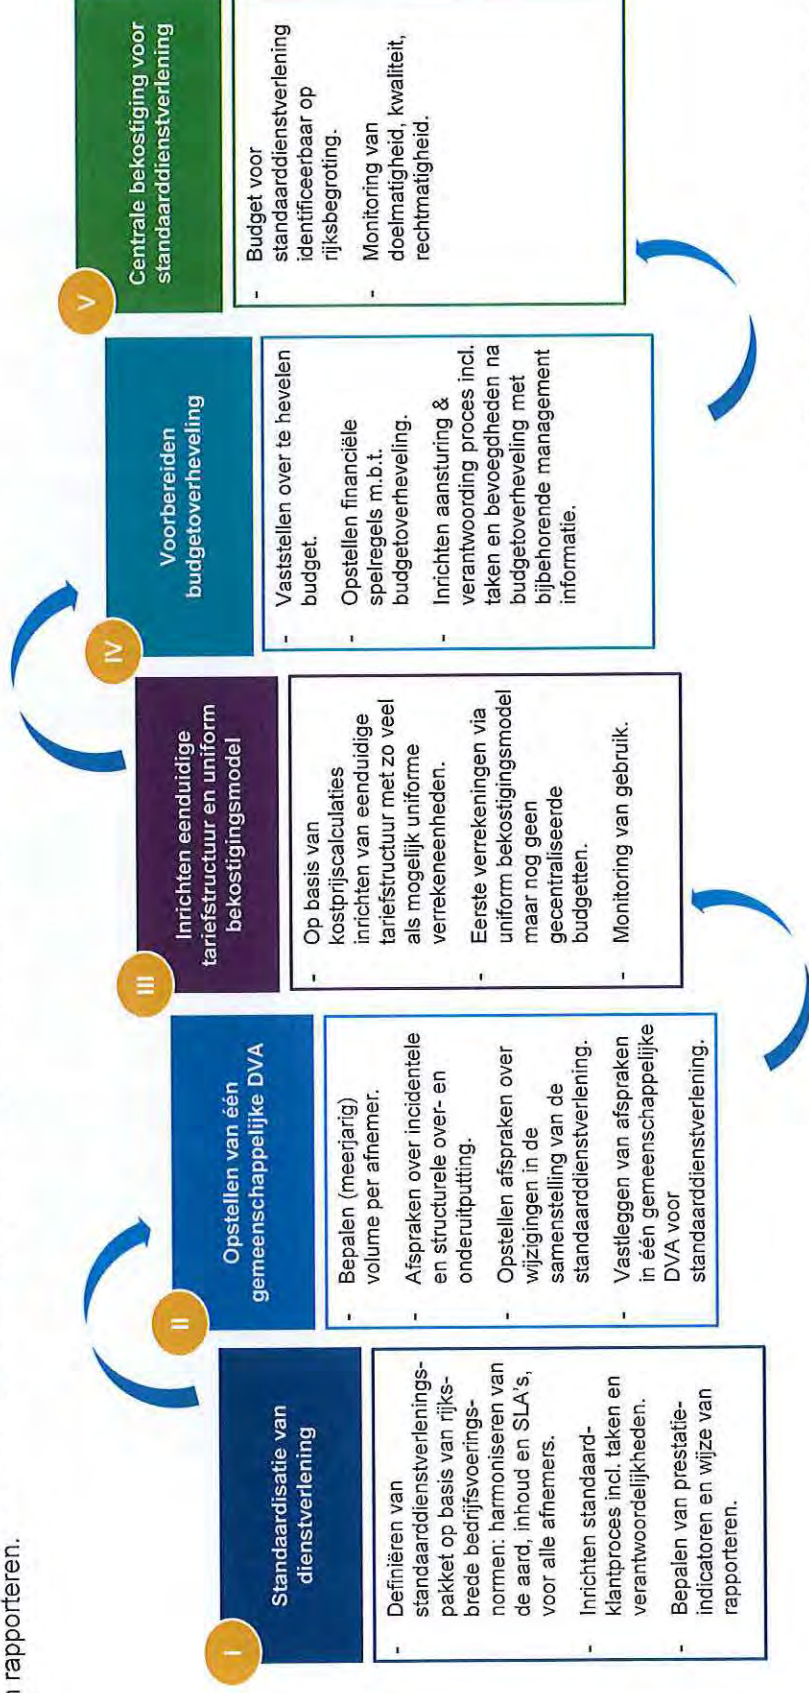 rapporteren.
I
Standaardisatie van
dienstverlening
- Definiëren van
standaarddienstverlenings-
pakket op basis van rijks-
brede bedrijfsvoerings-
normen: harmoniseren van
de aard, inhoud en SLA's,
voor alle afnemers.
- Inrichten standaard-
klantproces incl. taken en
verantwoordelijkheden.
- Bepalen van prestatie-
indicatoren en wijze van
rapporteren.
II
Opstellen van één
gemeenschappelijke DVA
- Bepalen (meerjarig)
volume per afnemer.
- Afspraken over incidentele
en structurele over- en
onderuitputting.
- Opstellen afspraken over
wijzigingen in de
samenstelling van de
standaarddienstverlening.
- Vastleggen van afspraken
in één gemeenschappelijke
DVA voor
standaarddienstverlening.
III
Inrichten eenduidige
tariefstructuur en uniform
bekostigingsmodel
- Op basis van
kostprijscalculaties
inrichten van eenduidige
tariefstructuur met zo veel
als mogelijk uniforme
verrekeneenheden.
- Eerste verrekeningen via
uniform bekostigingsmodel
maar nog geen
gecentraliseerde
budgetten.
- Monitoring van gebruik.
IV
Voorbereiden
budgetoverheveling
- Vaststellen over te hevelen
budget.
- Opstellen financiële
spelregels m.b.t.
budgetoverheveling.
- Inrichten aansturing &
verantwoording proces incl.
taken en bevoegdheden na
budgetoverheveling met
bijbehorende management
informatie.
V
Centrale bekostiging voor
standaarddienstverlening
- Budget voor
standaarddienstverlening
identificeerbaar op
rijksbegroting.
- Monitoring van
doelmatigheid, kwaliteit,
rechtmatigheid.